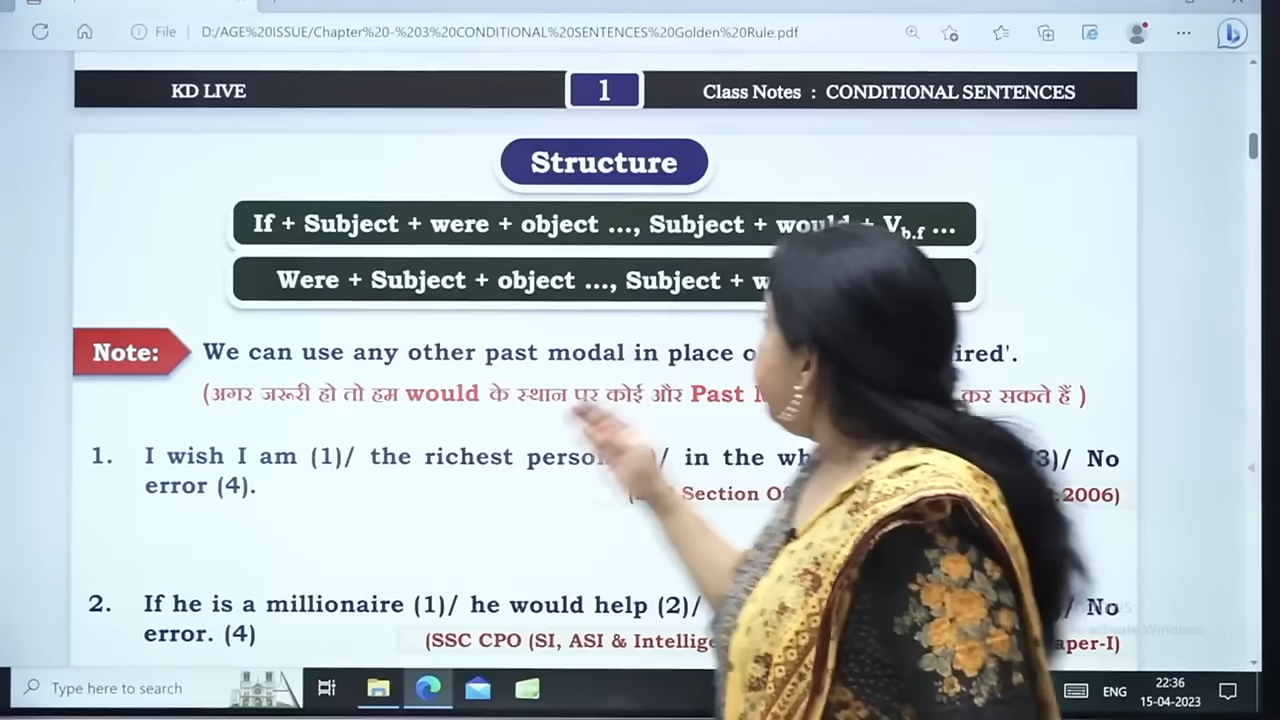 File D:/AGE%20ISSUE/Chapter%20-%203%20CONDITIONAL%20SENTENCES%20Golden%20Rule.pdf
KD LIVE 1 Class Notes : CONDITIONAL SENTENCES
Structure
If + Subject + were + object ..., Subject + would + Vb.f ...
Were + Subject + object ..., Subject + w
Note: We can use any other past modal in place ired'.
(अगर जरूरी हो तो हम would के स्थान पर कोई और Past कर सकते हैं )
1. I wish I am (1)/ the richest / in the (3)/ No
error (4).
Section 2006)
2. If he is a millionaire (1)/ he would help (2)/ No
error. (4)
(SSC CPO (SI, ASI & aper-I)
Type here to search
ENG
22:36
15-04-2023